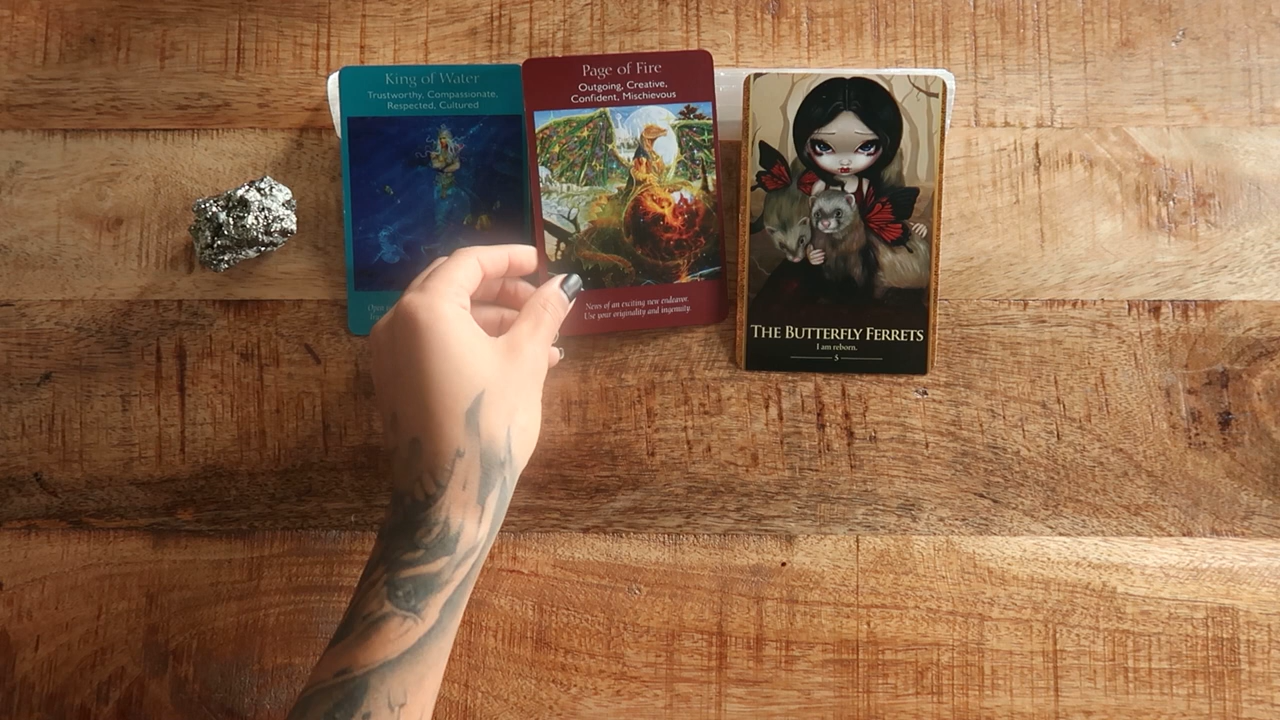 King of Water
Trustworthy, Compassionate,
Respected, Cultured
Page of Fire
Outgoing, Creative,
Confident, Mischievous
News of an exciting new endeavor.
Use your originality and ingenuity.
THE BUTTERFLY FERRETS
I am reborn.
5